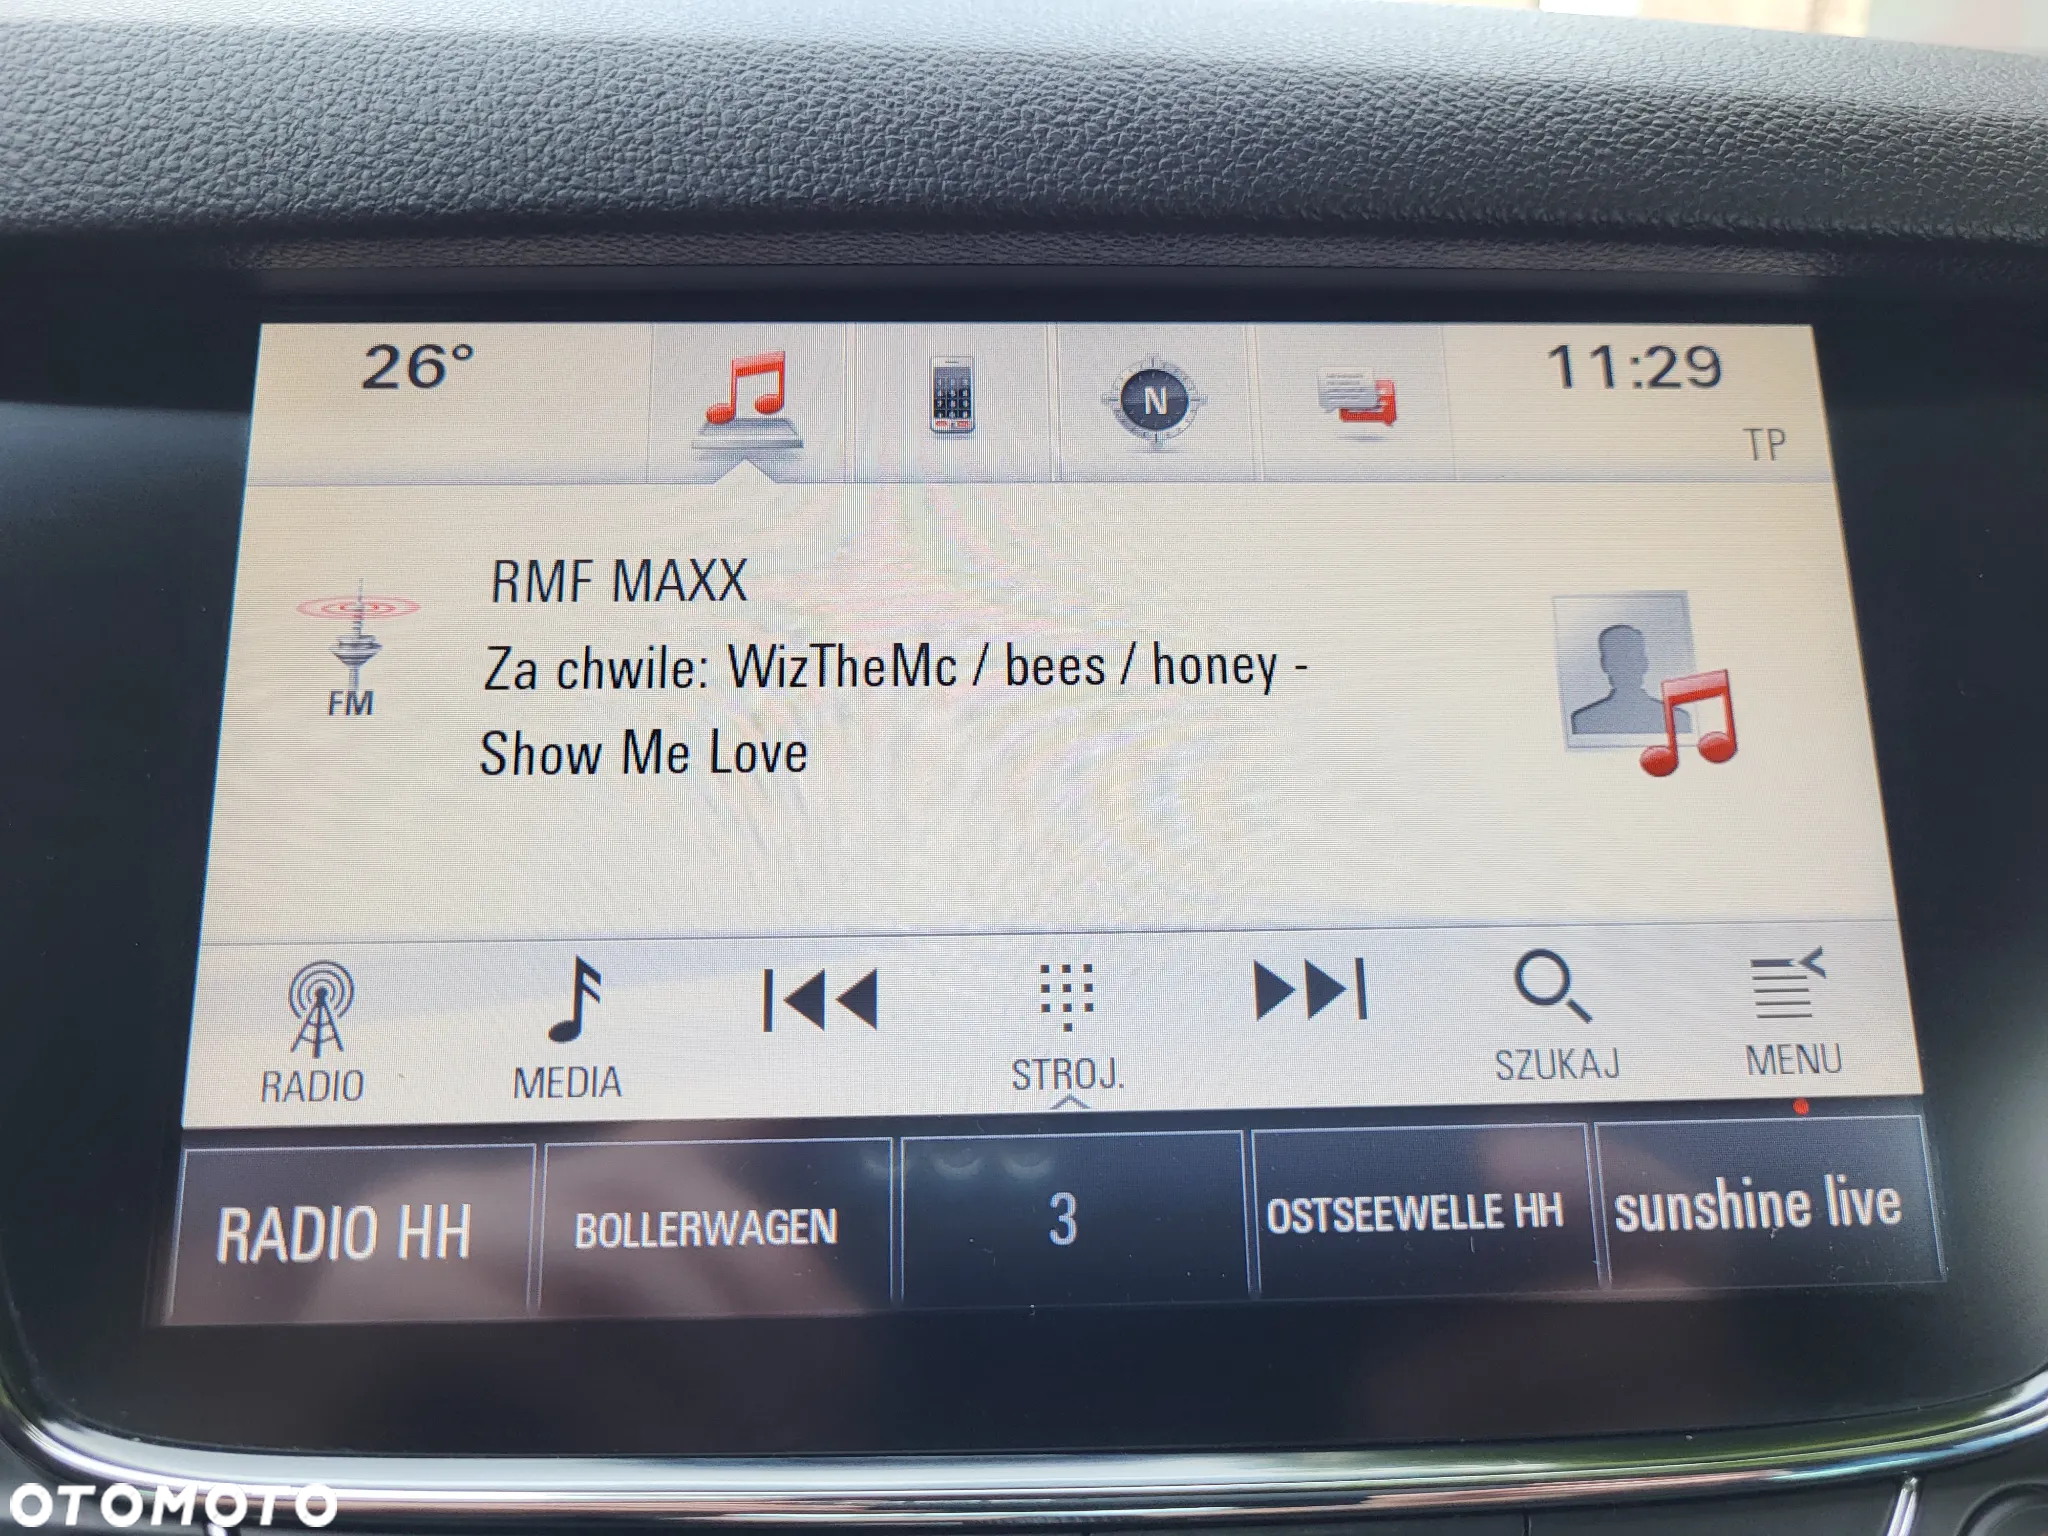 26° 11:29
N
TP
RMF MAXX
Za chwile: WizTheMc / bees / honey -
Show Me Love
FM
RADIO MEDIA STROJ. SZUKAJ MENU
RADIO HH BOLLERWAGEN 3 OSTSEEWELLE HH sunshine live
OTOMOTO